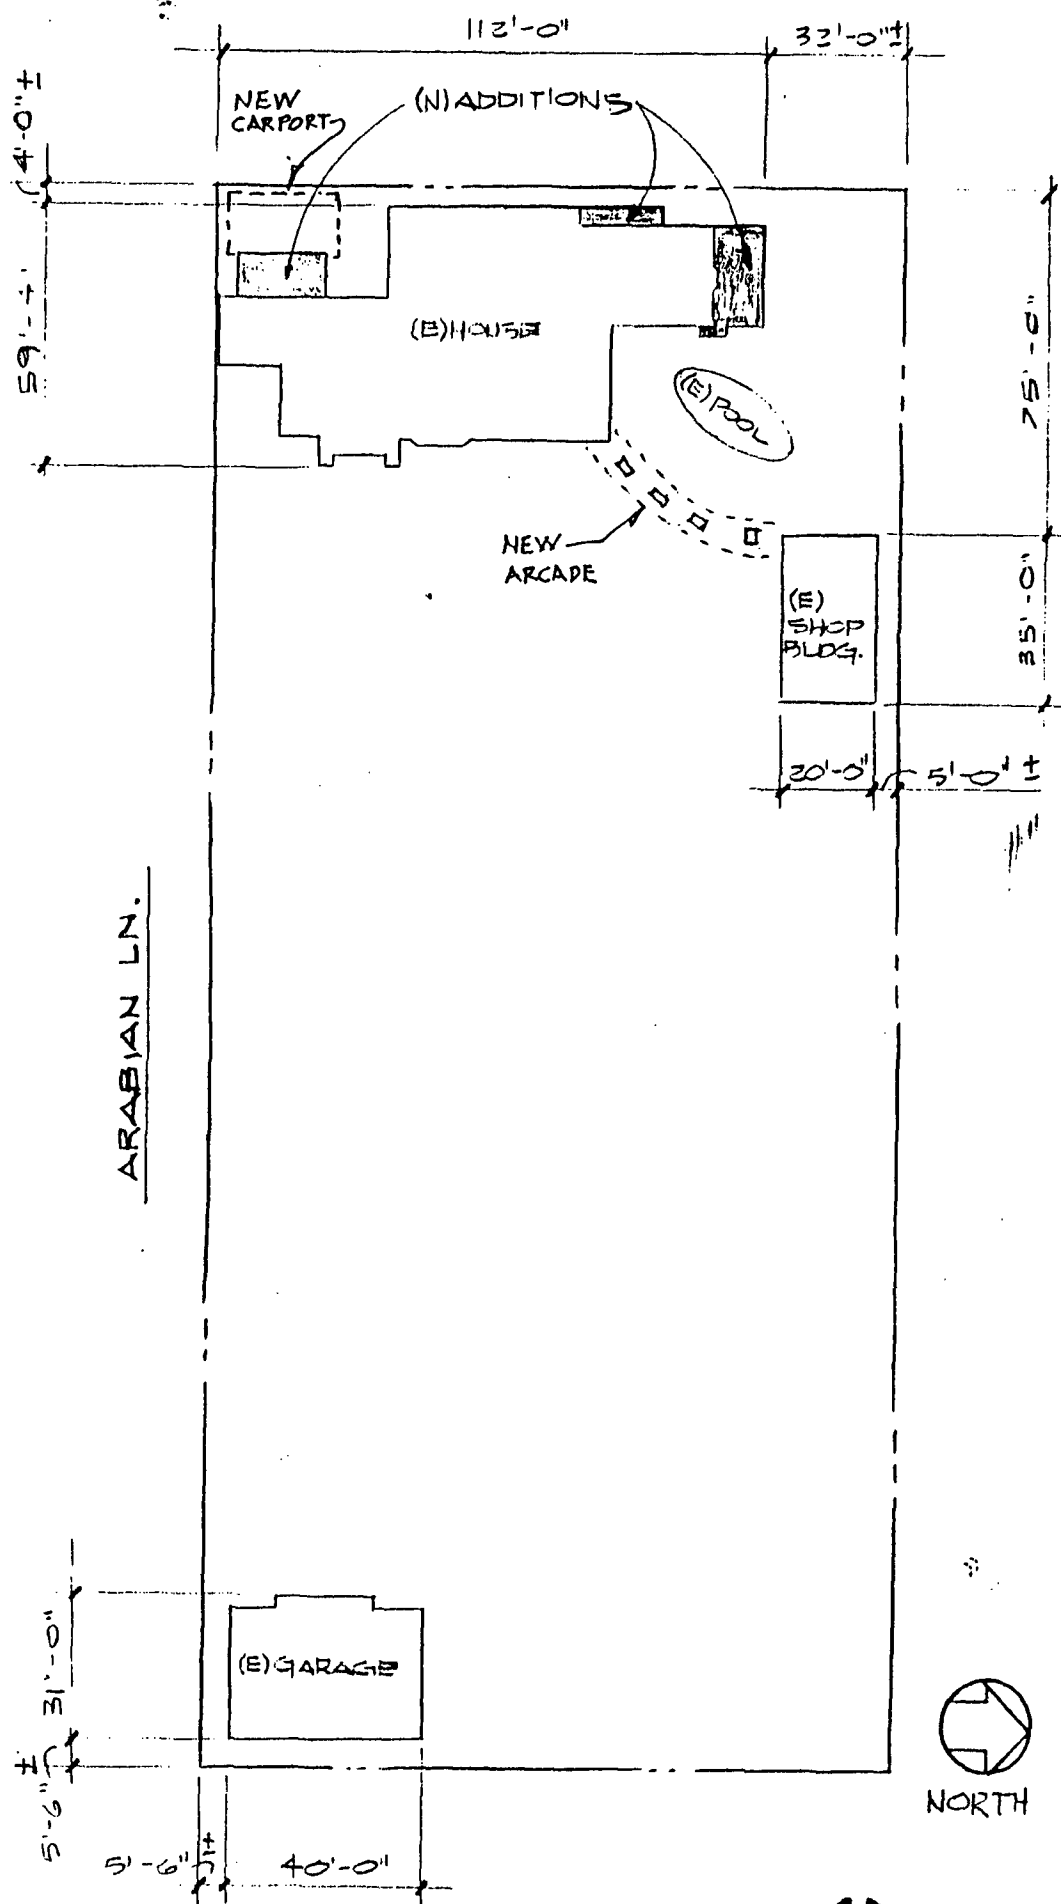 112'-0"
32'-0"±
4'-0"±
NEW
CARPORT
(N) ADDITIONS
59'-±
(E) HOUSE
75'-0"
(E) POOL
NEW
ARCADE
(E)
SHOP
BLDG.
35'-0"
20'-0"
5'-0" ±
ARABIAN LN.
(E) GARAGE
31'-0"
5'-6" ±
NORTH
5'-6" ±
40'-0"